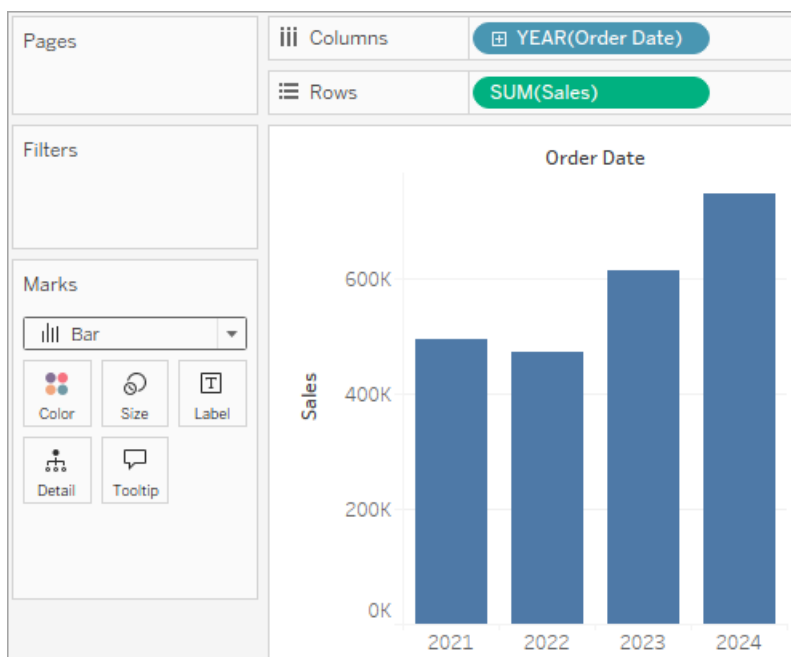 Pages
Columns
YEAR(Order Date)
Rows
SUM(Sales)
Filters
Marks
Bar
Color
Size
T
Label
Detail
Tooltip
Order Date
Sales
600K
400K
200K
0K
2021
2022
2023
2024